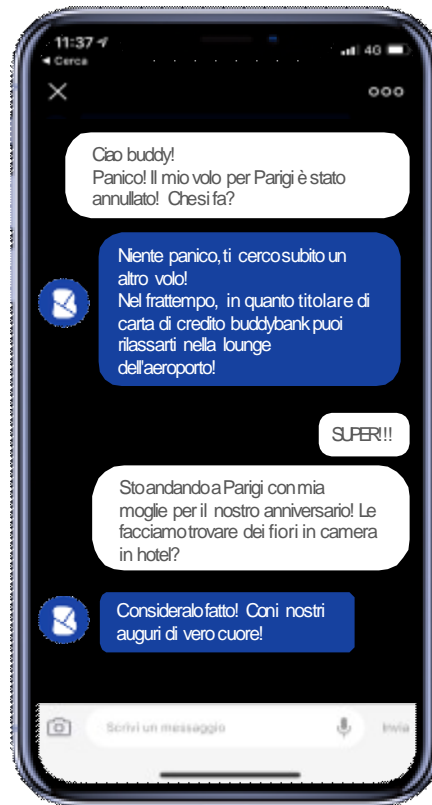 11:37
4G
Cerca
Ciao buddy!
Panico! Il mio volo per Parigi è stato
annullato! Che si fa?
Niente panico, ti cerco subito un
altro volo!
Nel frattempo, in quanto titolare di
carta di credito buddybank puoi
rilassarti nella lounge
dell'aeroporto!
SUPER!!!
Sto andando a Parigi con mia
moglie per il nostro anniversario! Le
facciamo trovare dei fiori in camera
in hotel?
Consideralo fatto! Con i nostri
auguri di vero cuore!
Scrivi un messaggio
Invia